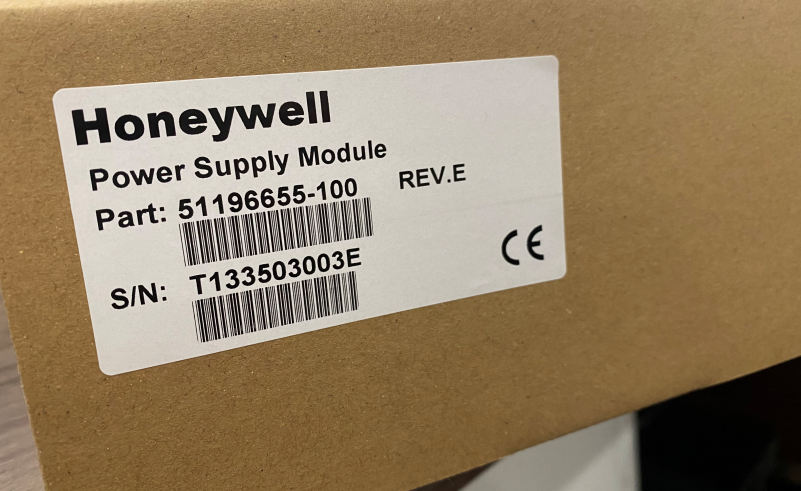 Honeywell
Power Supply Module
Part: 51196655-100 REV.E
S/N: T133503003E
CE